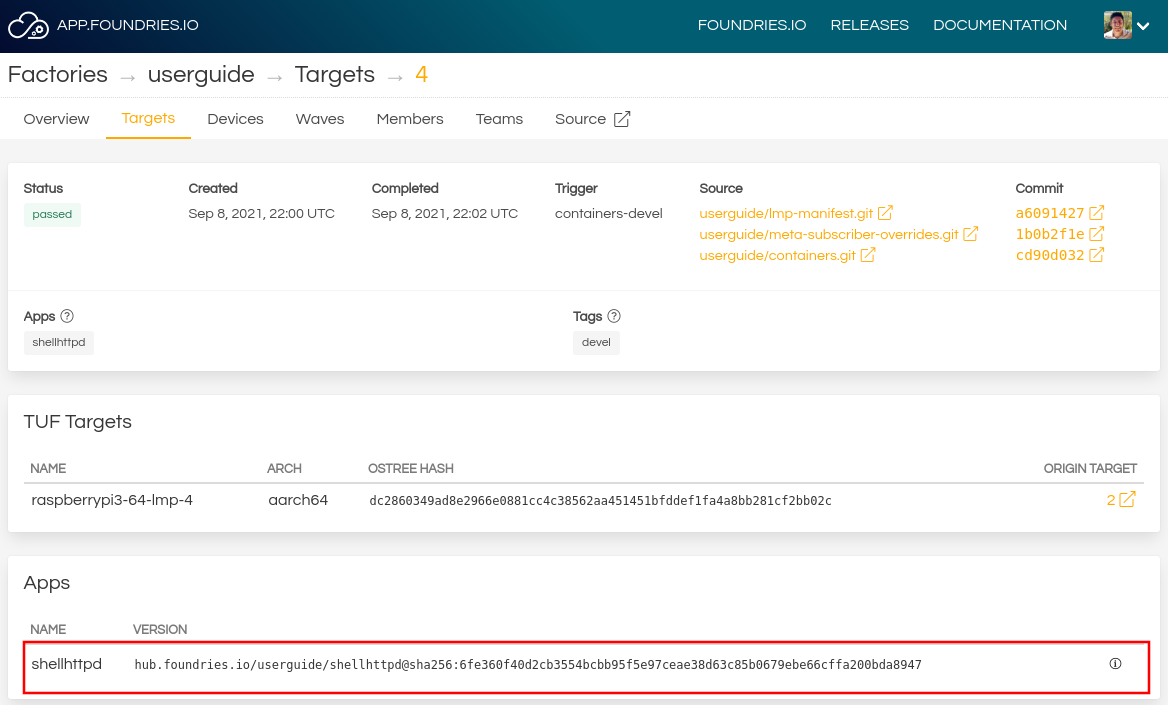 APP.FOUNDRIES.IO FOUNDRIES.IO RELEASES DOCUMENTATION
Factories → userguide → Targets → 4
Overview Targets Devices Waves Members Teams Source
Status Created Completed Trigger Source Commit
passed Sep 8, 2021, 22:00 UTC Sep 8, 2021, 22:02 UTC containers-devel userguide/lmp-manifest.git a6091427
userguide/meta-subscriber-overrides.git 1b0b2f1e
userguide/containers.git cd90d032
Apps Tags
shellhttpd devel
TUF Targets
NAME ARCH OSTREE HASH ORIGIN TARGET
raspberrypi3-64-lmp-4 aarch64 dc2860349ad8e2966e0881cc4c38562aa451451bfddef1fa4a8bb281cf2bb02c 2
Apps
NAME VERSION
shellhttpd hub.foundries.io/userguide/shellhttpd@sha256:6fe360f40d2cb3554bcbb95f5e97ceae38d63c85b0679ebe66cffa200bda8947